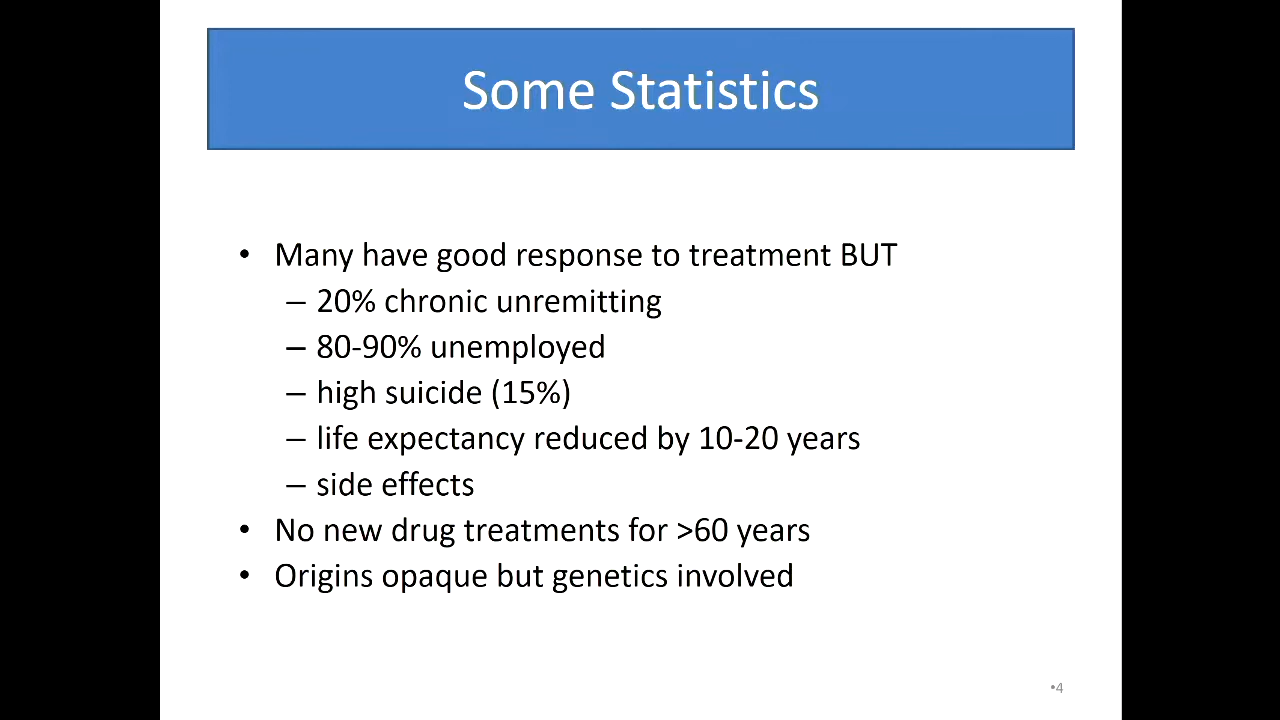 Some Statistics
• Many have good response to treatment BUT
– 20% chronic unremitting
– 80-90% unemployed
– high suicide (15%)
– life expectancy reduced by 10-20 years
– side effects
• No new drug treatments for >60 years
• Origins opaque but genetics involved
•4